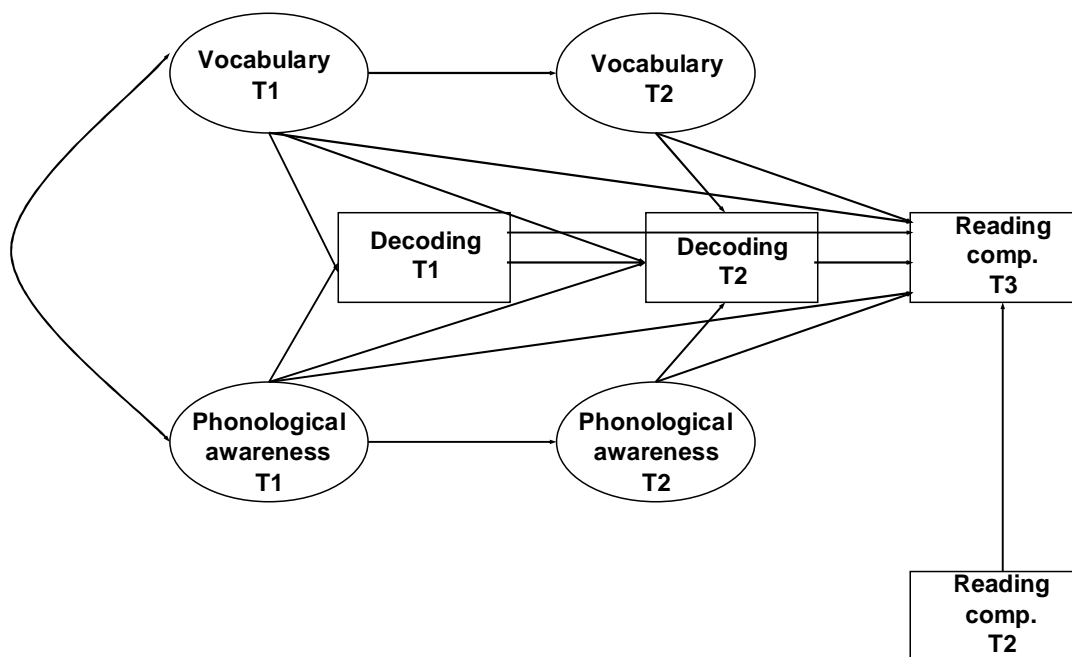 Vocabulary
T1
Vocabulary
T2
Decoding
T1
Decoding
T2
Reading
comp.
T3
Phonological
awareness
T1
Phonological
awareness
T2
Reading
comp.
T2